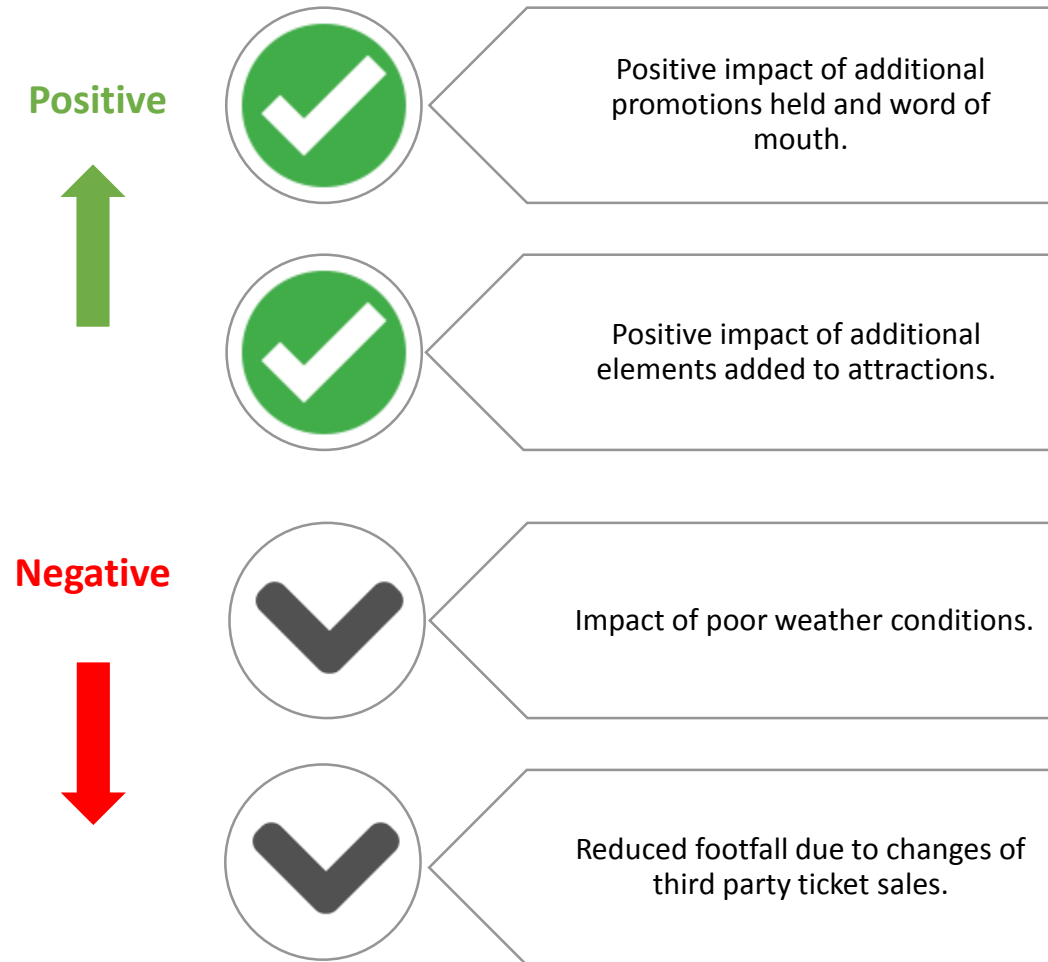 Positive
Positive impact of additional
promotions held and word of
mouth.
Positive impact of additional
elements added to attractions.
Negative
Impact of poor weather conditions.
Reduced footfall due to changes of
third party ticket sales.